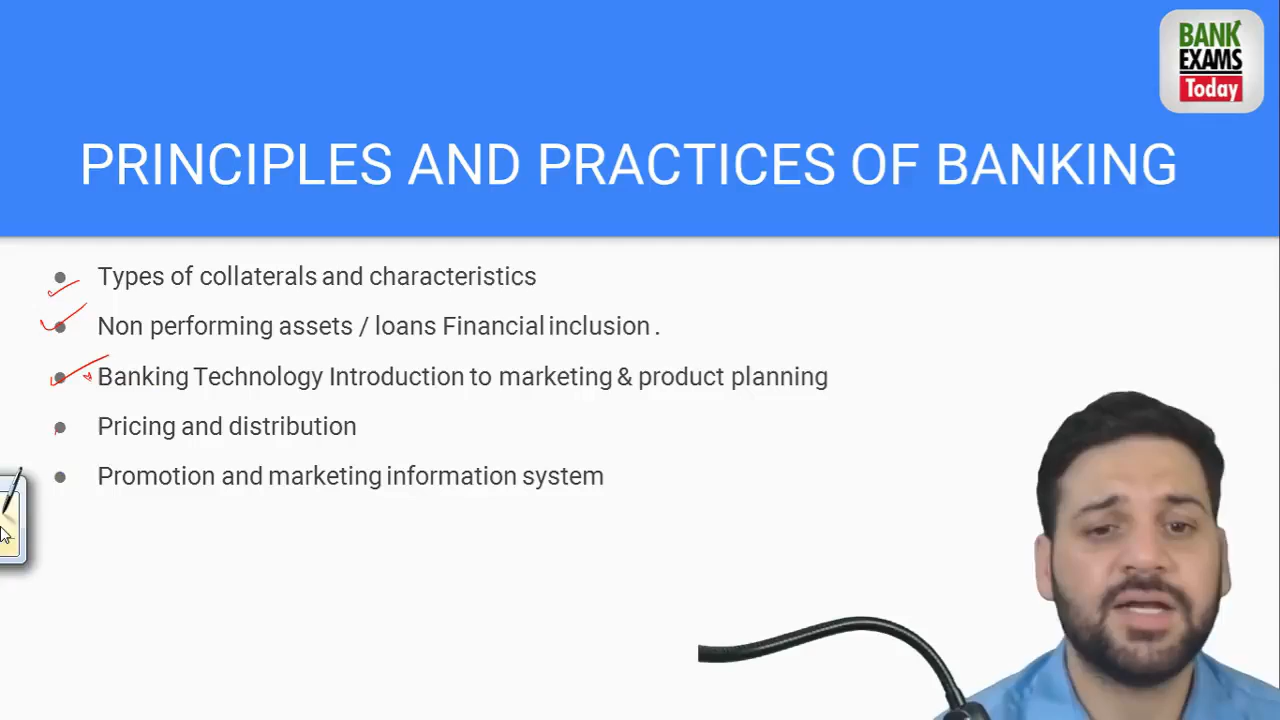 BANK
EXAMS
Today
PRINCIPLES AND PRACTICES OF BANKING
Types of collaterals and characteristics
Non performing assets / loans Financial inclusion .
Banking Technology Introduction to marketing & product planning
Pricing and distribution
Promotion and marketing information system